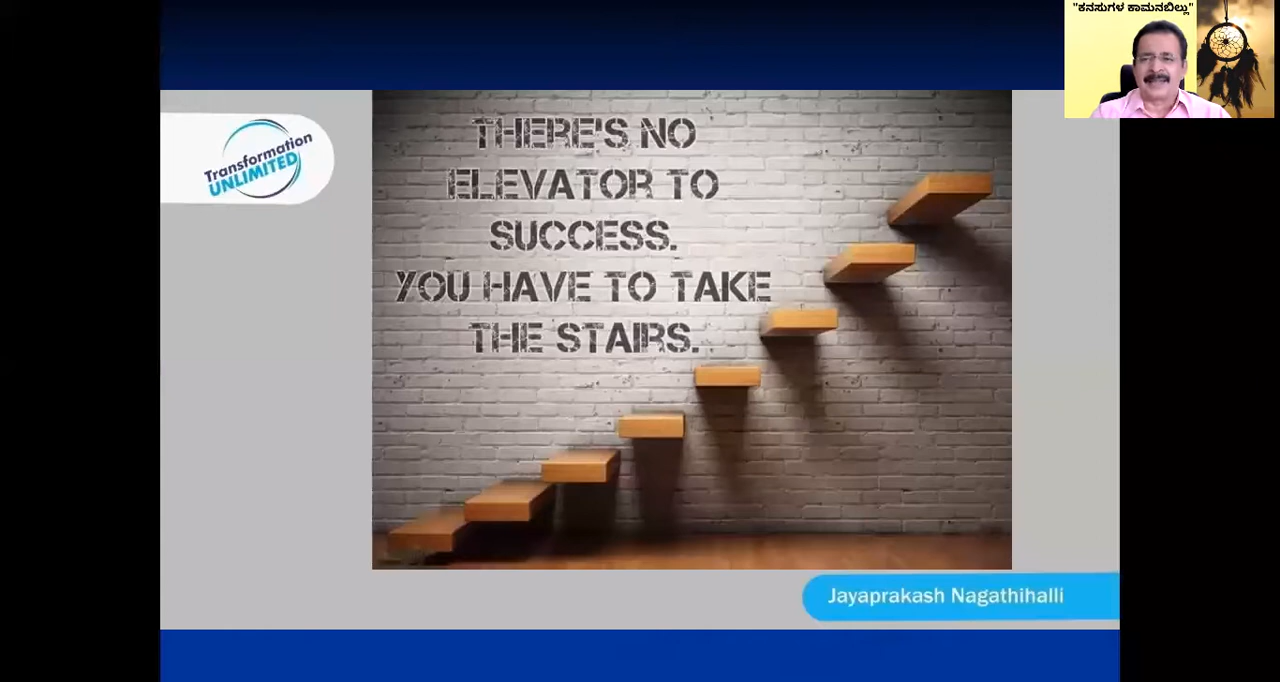 "ಕನಸುಗಳ ಕಾಮನಬಿಲ್ಲು"
Transformation
UNLIMITED
THERE'S NO
ELEVATOR TO
SUCCESS.
YOU HAVE TO TAKE
THE STAIRS.
Jayaprakash Nagathihalli